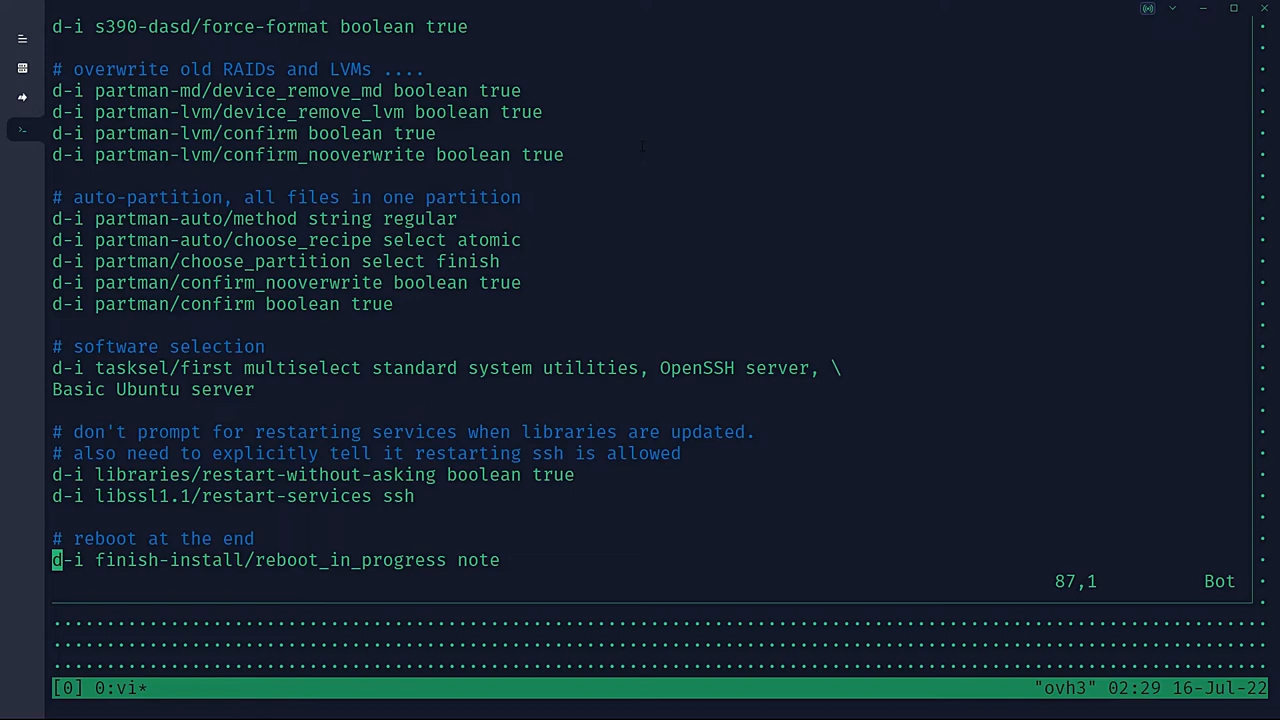 d-i s390-dasd/force-format boolean true
# overwrite old RAIDs and LVMs ....
d-i partman-md/device_remove_md boolean true
d-i partman-lvm/device_remove_lvm boolean true
d-i partman-lvm/confirm boolean true
d-i partman-lvm/confirm_nooverwrite boolean true
# auto-partition, all files in one partition
d-i partman-auto/method string regular
d-i partman-auto/choose_recipe select atomic
d-i partman/choose_partition select finish
d-i partman/confirm_nooverwrite boolean true
d-i partman/confirm boolean true
# software selection
d-i tasksel/first multiselect standard system utilities, OpenSSH server, \
Basic Ubuntu server
# don't prompt for restarting services when libraries are updated.
# also need to explicitly tell it restarting ssh is allowed
d-i libraries/restart-without-asking boolean true
d-i libssl1.1/restart-services ssh
# reboot at the end
d-i finish-install/reboot_in_progress note
87,1 Bot
[0] 0:vi* "ovh3" 02:29 16-Jul-22